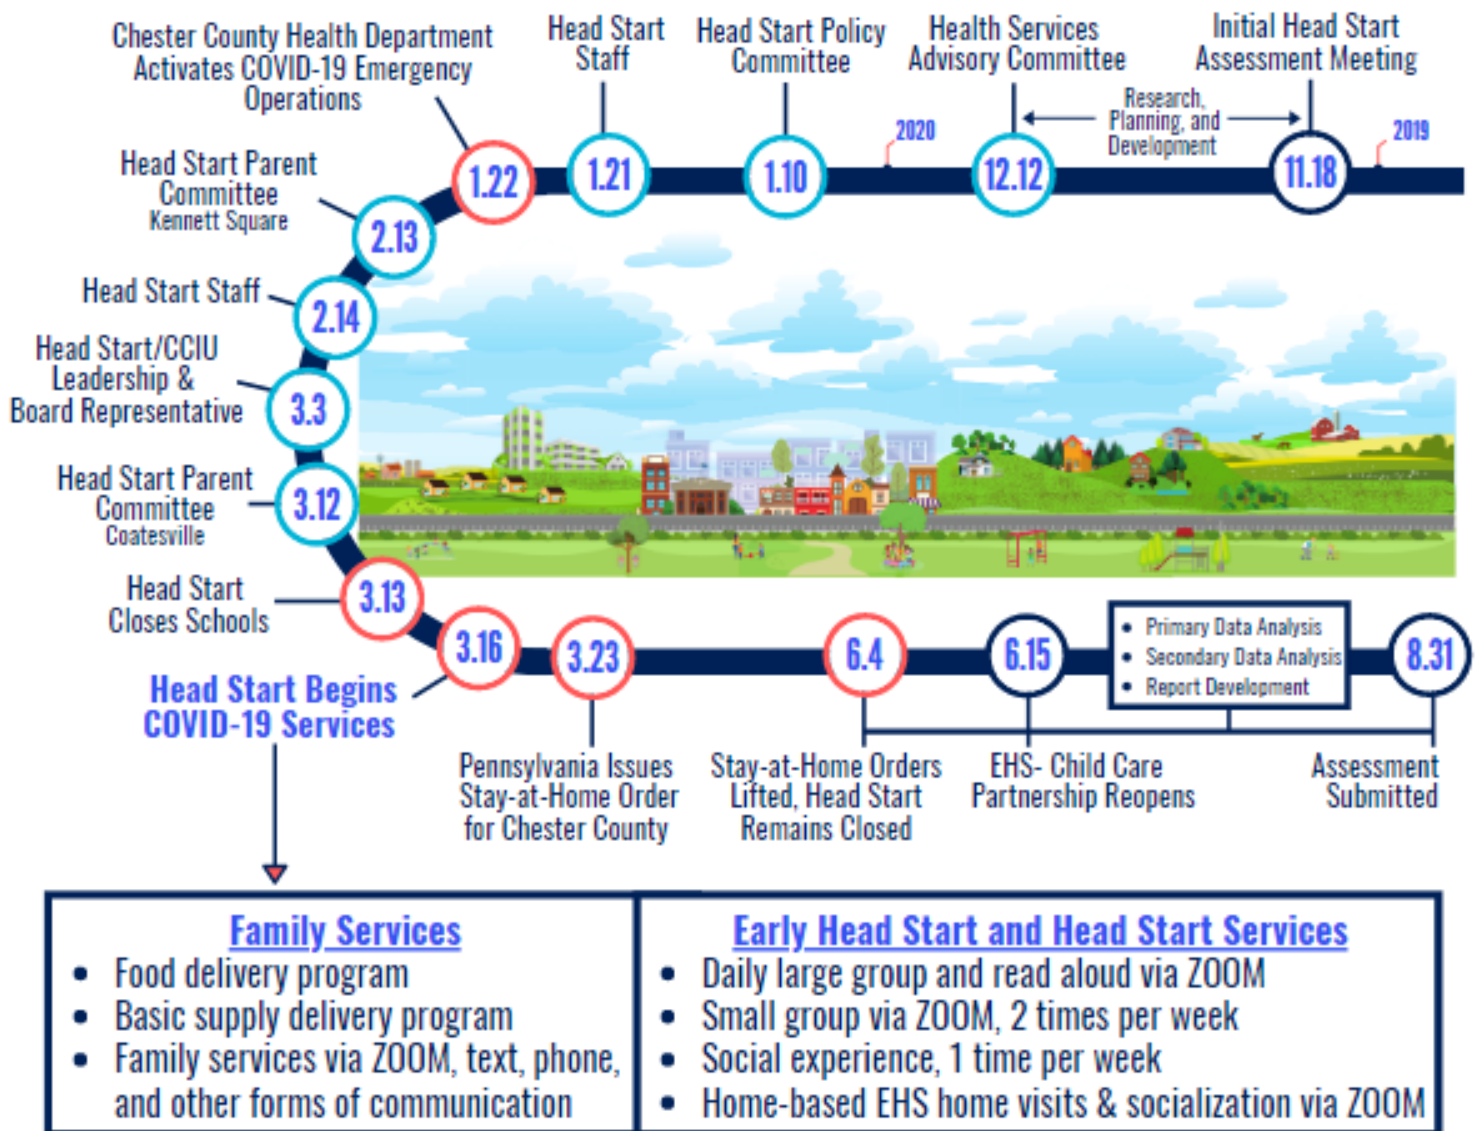 Chester County Health Department
Activates COVID-19 Emergency
Operations
Head Start
Staff
Head Start Policy
Committee
Health Services
Advisory Committee
Initial Head Start
Assessment Meeting
Research,
Planning, and
Development
2020
2019
1.22
1.21
1.10
12.12
11.18
Head Start Parent
Committee
Kennett Square
2.13
Head Start Staff
2.14
Head Start/CCIU
Leadership &
Board Representative
3.3
Head Start Parent
Committee
Coatesville
3.12
Head Start
Closes Schools
3.13
3.16
3.23
6.4
6.15
• Primary Data Analysis
• Secondary Data Analysis
• Report Development
8.31
Head Start Begins
COVID-19 Services
Pennsylvania Issues
Stay-at-Home Order
for Chester County
Stay-at-Home Orders
Lifted, Head Start
Remains Closed
EHS- Child Care
Partnership Reopens
Assessment
Submitted
Family Services
• Food delivery program
• Basic supply delivery program
• Family services via ZOOM, text, phone,
and other forms of communication
Early Head Start and Head Start Services
• Daily large group and read aloud via ZOOM
• Small group via ZOOM, 2 times per week
• Social experience, 1 time per week
• Home-based EHS home visits & socialization via ZOOM